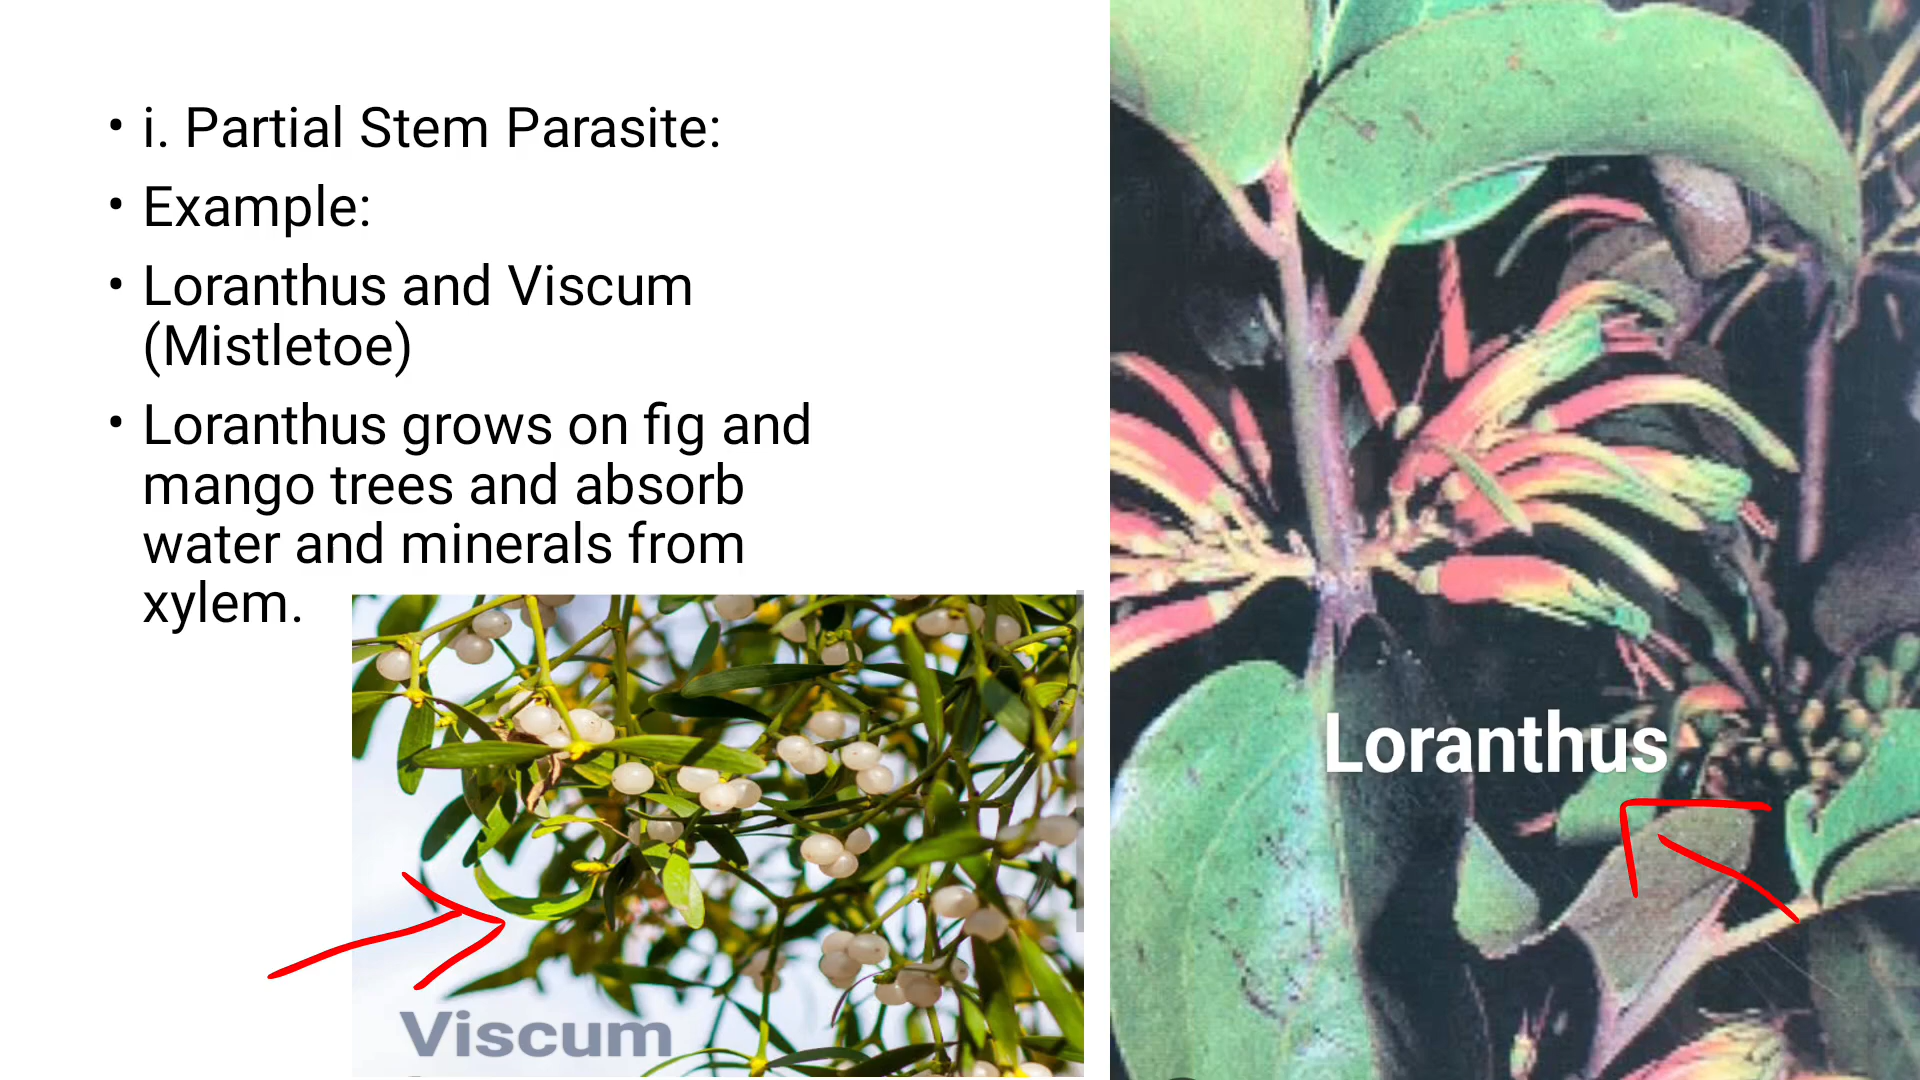 • i. Partial Stem Parasite:
• Example:
• Loranthus and Viscum
(Mistletoe)
• Loranthus grows on fig and
mango trees and absorb
water and minerals from
xylem.
Viscum
Loranthus